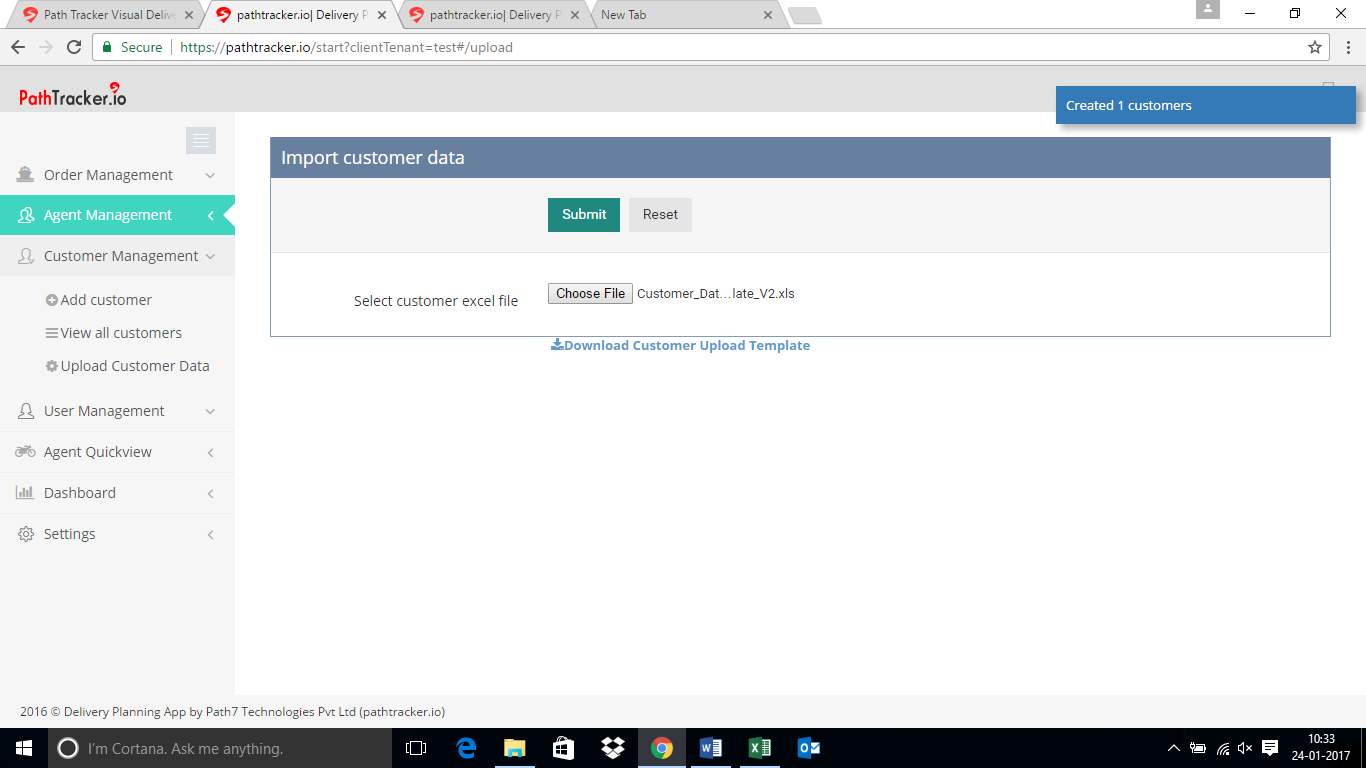 Path Tracker Visual Delive
pathtracker.io| Delivery P
pathtracker.io| Delivery P
New Tab
Secure
https://pathtracker.io/start?clientTenant=test#/upload
PathTracker.io
Created 1 customers
Order Management
Agent Management
Customer Management
Add customer
View all customers
Upload Customer Data
User Management
Agent Quickview
Dashboard
Settings
Import customer data
Submit Reset
Select customer excel file
Choose File Customer_Dat...late_V2.xls
Download Customer Upload Template
2016 © Delivery Planning App by Path7 Technologies Pvt Ltd (pathtracker.io)
I'm Cortana. Ask me anything.
10:33
24-01-2017